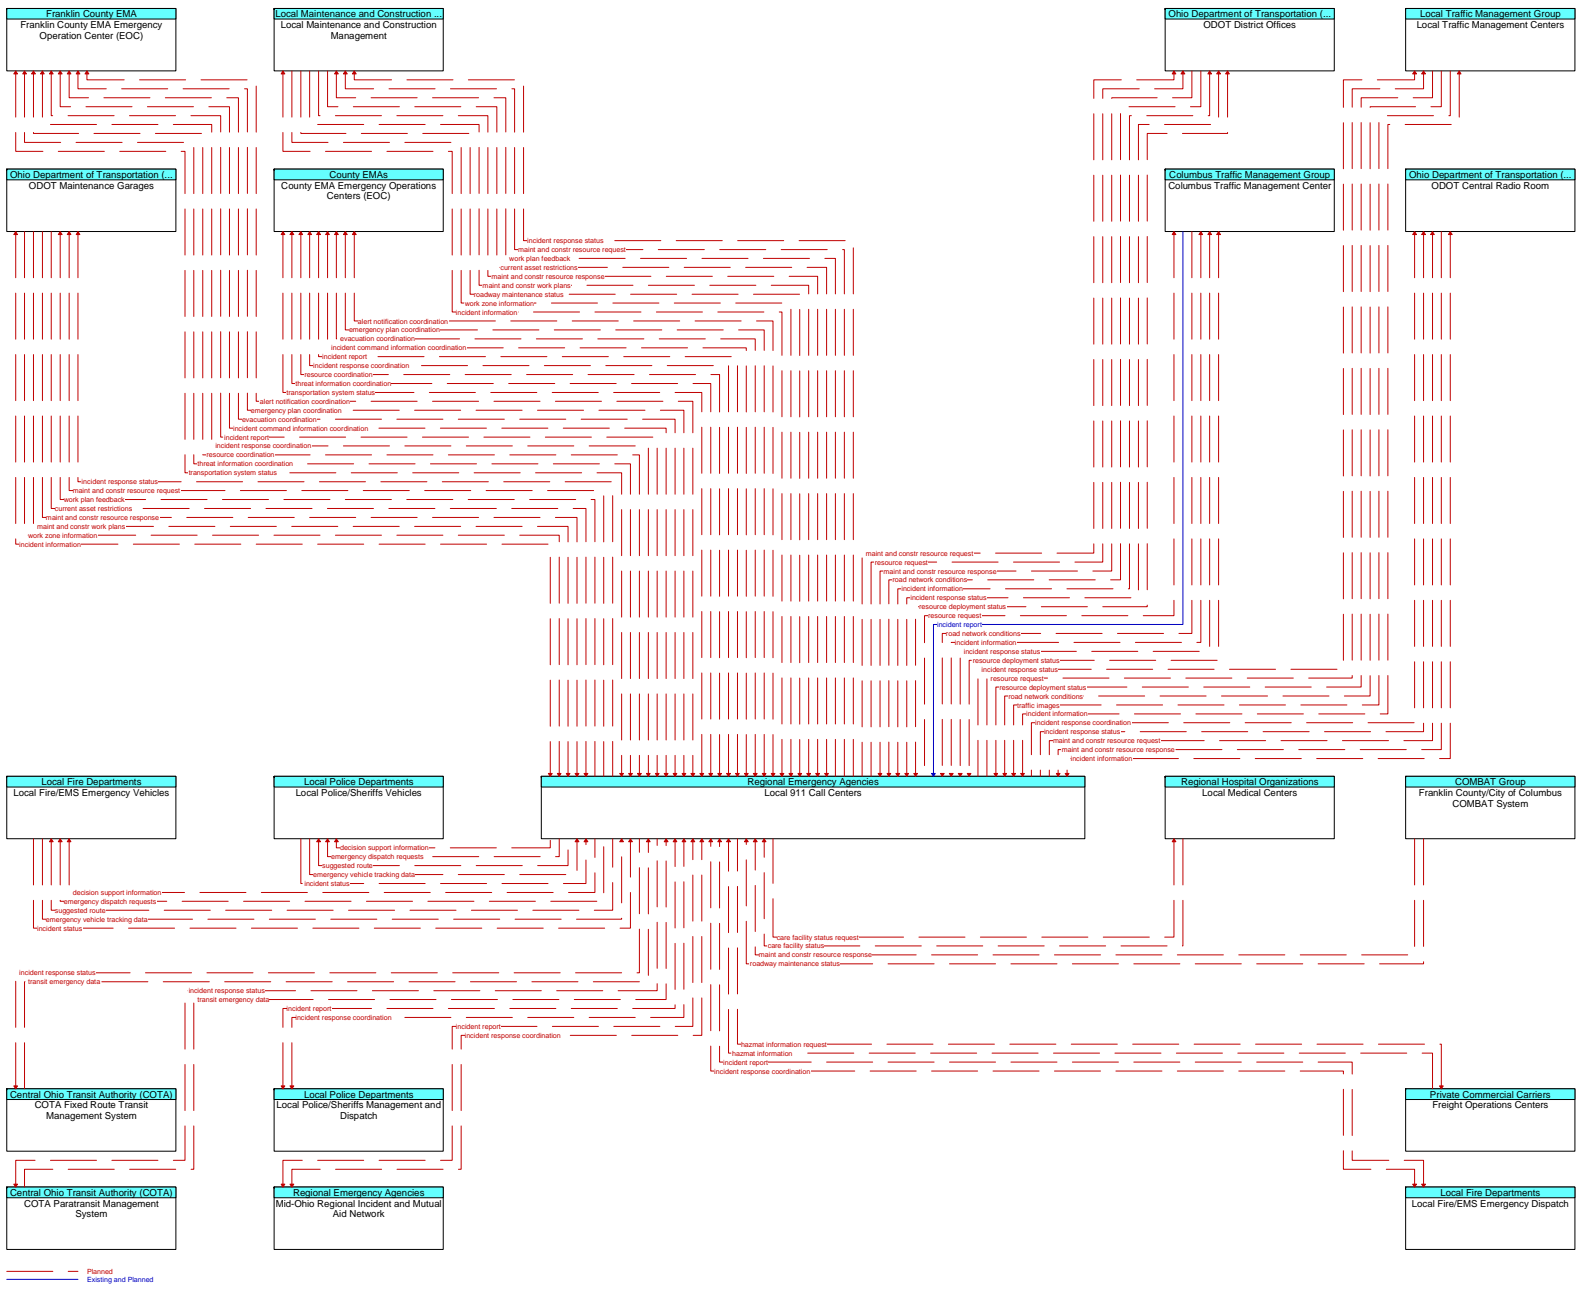 Franklin County EMA
Franklin County EMA Emergency
Operation Center (EOC)
Local Maintenance and Construction ...
Local Maintenance and Construction
Management
Ohio Department of Transportation (...
ODOT District Offices
Local Traffic Management Group
Local Traffic Management Centers
Ohio Department of Transportation (...
ODOT Maintenance Garages
County EMAs
County EMA Emergency Operations
Centers (EOC)
Columbus Traffic Management Group
Columbus Traffic Management Center
Ohio Department of Transportation (...
ODOT Central Radio Room
incident response status
maint and constr resource request
work plan feedback
current asset restrictions
maint and constr resource response
maint and constr work plans
roadway maintenance status
work zone information
incident information
alert notification coordination
emergency plan coordination
evacuation coordination
incident command information coordination
incident report
incident response coordination
resource coordination
threat information coordination
transportation system status
alert notification coordination
emergency plan coordination
evacuation coordination
incident command information coordination
incident report
incident response coordination
resource coordination
threat information coordination
transportation system status
incident response status
maint and constr resource request
work plan feedback
current asset restrictions
maint and constr resource response
maint and constr work plans
work zone information
incident information
maint and constr resource request
resource request
maint and constr resource response
road network conditions
incident information
incident response status
resource deployment status
resource request
incident report
road network conditions
incident information
incident response status
resource deployment status
incident response status
resource request
resource deployment status
road network conditions
traffic images
incident information
incident response coordination
incident response status
maint and constr resource request
maint and constr resource response
incident information
Local Fire Departments
Local Fire/EMS Emergency Vehicles
Local Police Departments
Local Police/Sheriffs Vehicles
Regional Emergency Agencies
Local 911 Call Centers
Regional Hospital Organizations
Local Medical Centers
COMBAT Group
Franklin County/City of Columbus
COMBAT System
decision support information
emergency dispatch requests
suggested route
emergency vehicle tracking data
incident status
decision support information
emergency dispatch requests
suggested route
emergency vehicle tracking data
incident status
care facility status request
care facility status
maint and constr resource response
roadway maintenance status
incident response status
transit emergency data
incident response status
transit emergency data
incident report
incident response coordination
incident report
incident response coordination
hazmat information request
hazmat information
incident report
incident response coordination
Central Ohio Transit Authority (COTA)
COTA Fixed Route Transit
Management System
Local Police Departments
Local Police/Sheriffs Management and
Dispatch
Private Commercial Carriers
Freight Operations Centers
Central Ohio Transit Authority (COTA)
COTA Paratransit Management
System
Regional Emergency Agencies
Mid-Ohio Regional Incident and Mutual
Aid Network
Local Fire Departments
Local Fire/EMS Emergency Dispatch
Planned
Existing and Planned